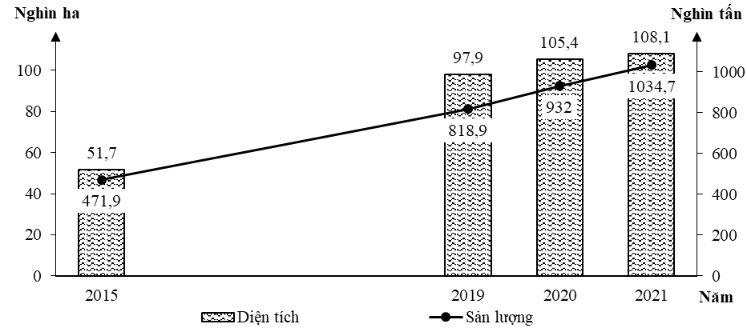 Nghìn ha Nghìn tấn
108,1
105,4
97,9
100 1000
1034,7
80 932 800
818,9
60 51,7 600
40 400
471,9
20 200
0 0
2015 2019 2020 2021 Năm
Diện tích Sản lượng